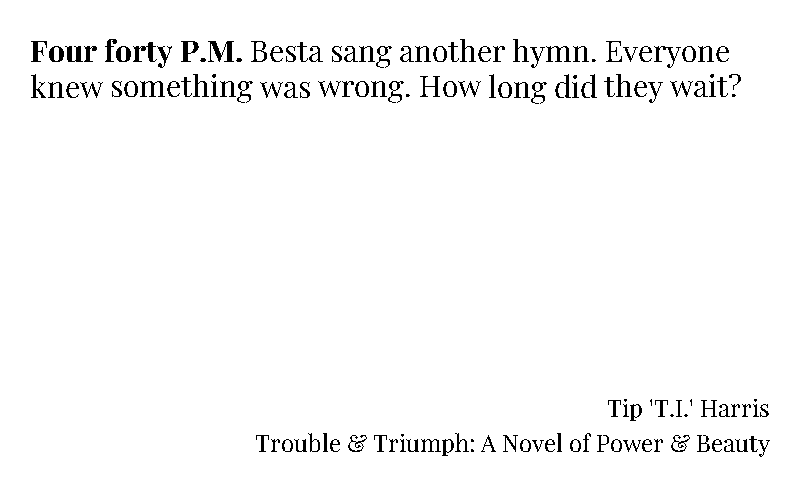 Four forty P.M. Besta sang another hymn. Everyone
knew something was wrong. How long did they wait?
Tip 'T.I.' Harris
Trouble & Triumph: A Novel of Power & Beauty